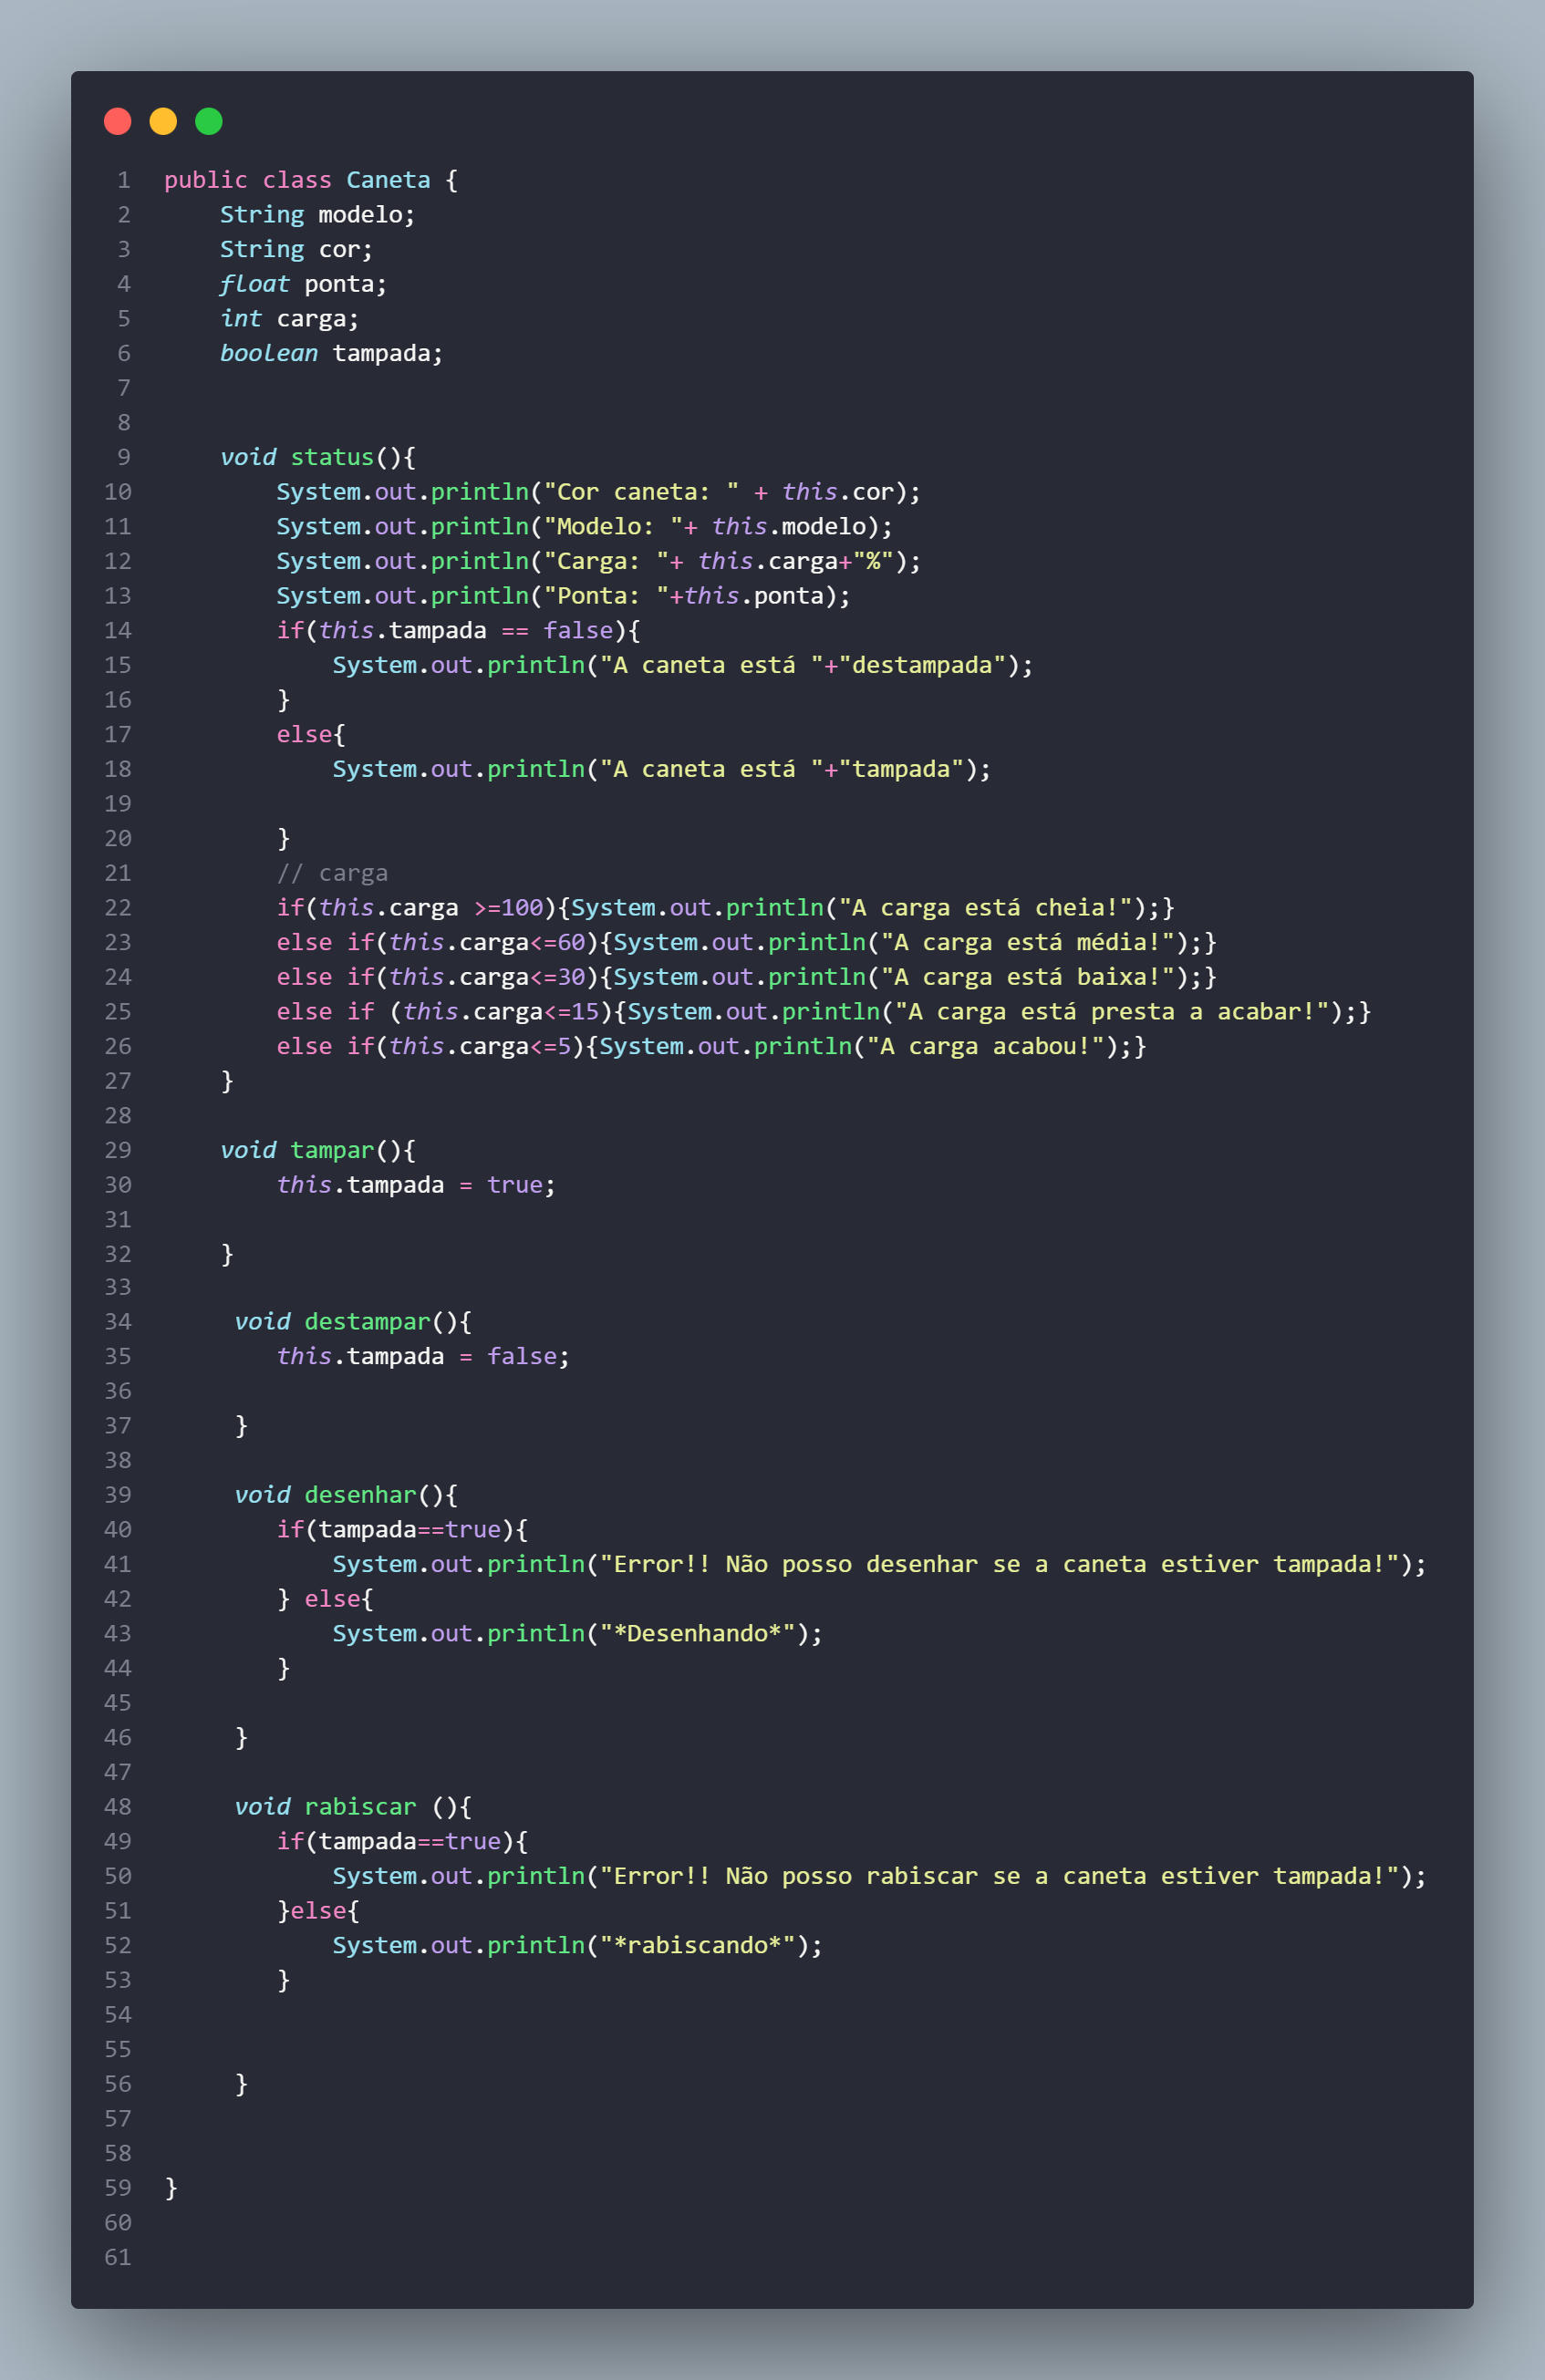 1 public class Caneta {
2     String modelo;
3     String cor;
4     float ponta;
5     int carga;
6     boolean tampada;
7
8
9     void status(){
10         System.out.println("Cor caneta: " + this.cor);
11         System.out.println("Modelo: "+ this.modelo);
12         System.out.println("Carga: "+ this.carga+"%");
13         System.out.println("Ponta: "+this.ponta);
14         if(this.tampada == false){
15             System.out.println("A caneta está "+"destampada");
16         }
17         else{
18             System.out.println("A caneta está "+"tampada");
19
20         }
21         // carga
22         if(this.carga >=100){System.out.println("A carga está cheia!");}
23         else if(this.carga<=60){System.out.println("A carga está média!");}
24         else if(this.carga<=30){System.out.println("A carga está baixa!");}
25         else if (this.carga<=15){System.out.println("A carga está presta a acabar!");}
26         else if(this.carga<=5){System.out.println("A carga acabou!");}
27     }
28
29     void tampar(){
30         this.tampada = true;
31
32     }
33
34      void destampar(){
35         this.tampada = false;
36
37      }
38
39      void desenhar(){
40         if(tampada==true){
41             System.out.println("Error!! Não posso desenhar se a caneta estiver tampada!");
42         } else{
43             System.out.println("*Desenhando*");
44         }
45
46      }
47
48      void rabiscar (){
49         if(tampada==true){
50             System.out.println("Error!! Não posso rabiscar se a caneta estiver tampada!");
51         }else{
52             System.out.println("*rabiscando*");
53         }
54
55
56      }
57
58
59 }
60
61